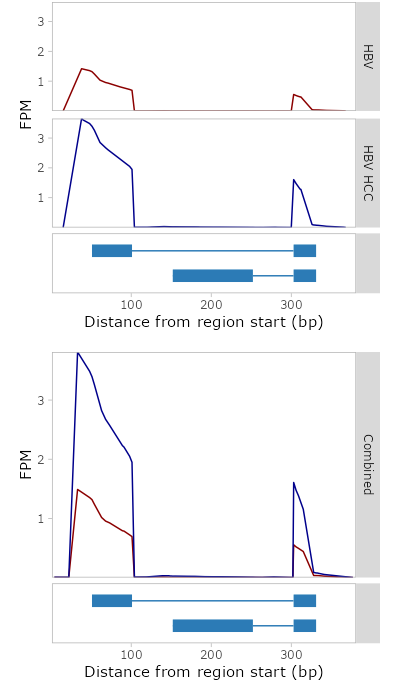 3
2
1
HBV
FPM
3
2
1
HBV HCC
100 200 300
Distance from region start (bp)
3
2
1
FPM
Combined
100 200 300
Distance from region start (bp)